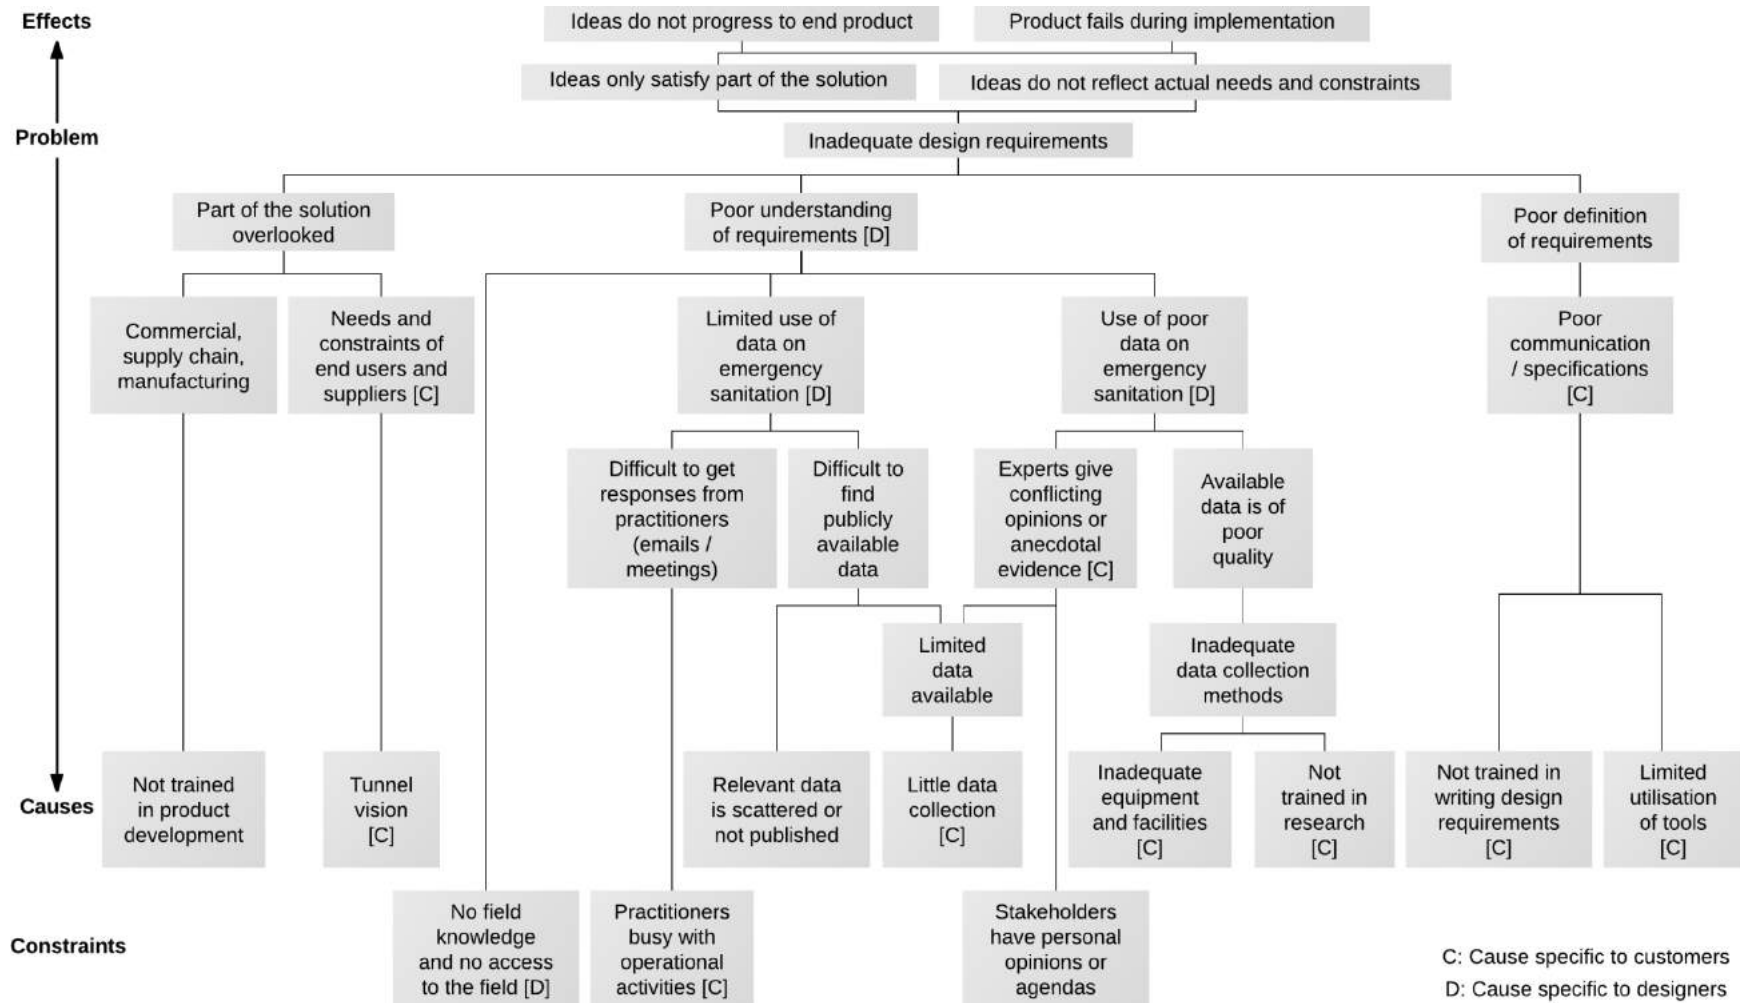 Effects
Ideas do not progress to end product
Product fails during implementation
Ideas only satisfy part of the solution
Ideas do not reflect actual needs and constraints
Problem
Inadequate design requirements
Part of the solution
overlooked
Poor understanding
of requirements [D]
Poor definition
of requirements
Commercial,
supply chain,
manufacturing
Needs and
constraints of
end users and
suppliers [C]
Limited use of
data on
emergency
sanitation [D]
Use of poor
data on
emergency
sanitation [D]
Poor
communication
/ specifications
[C]
Difficult to get
responses from
practitioners
(emails /
meetings)
Difficult to
find
publicly
available
data
Experts give
conflicting
opinions or
anecdotal
evidence [C]
Available
data is of
poor
quality
Limited
data
available
Inadequate
data collection
methods
Causes
Not trained
in product
development
Tunnel
vision
[C]
Relevant data
is scattered or
not published
Little data
collection
[C]
Inadequate
equipment
and facilities
[C]
Not
trained in
research
[C]
Not trained in
writing design
requirements
[C]
Limited
utilisation
of tools
[C]
Constraints
No field
knowledge
and no access
to the field [D]
Practitioners
busy with
operational
activities [C]
Stakeholders
have personal
opinions or
agendas
C: Cause specific to customers
D: Cause specific to designers